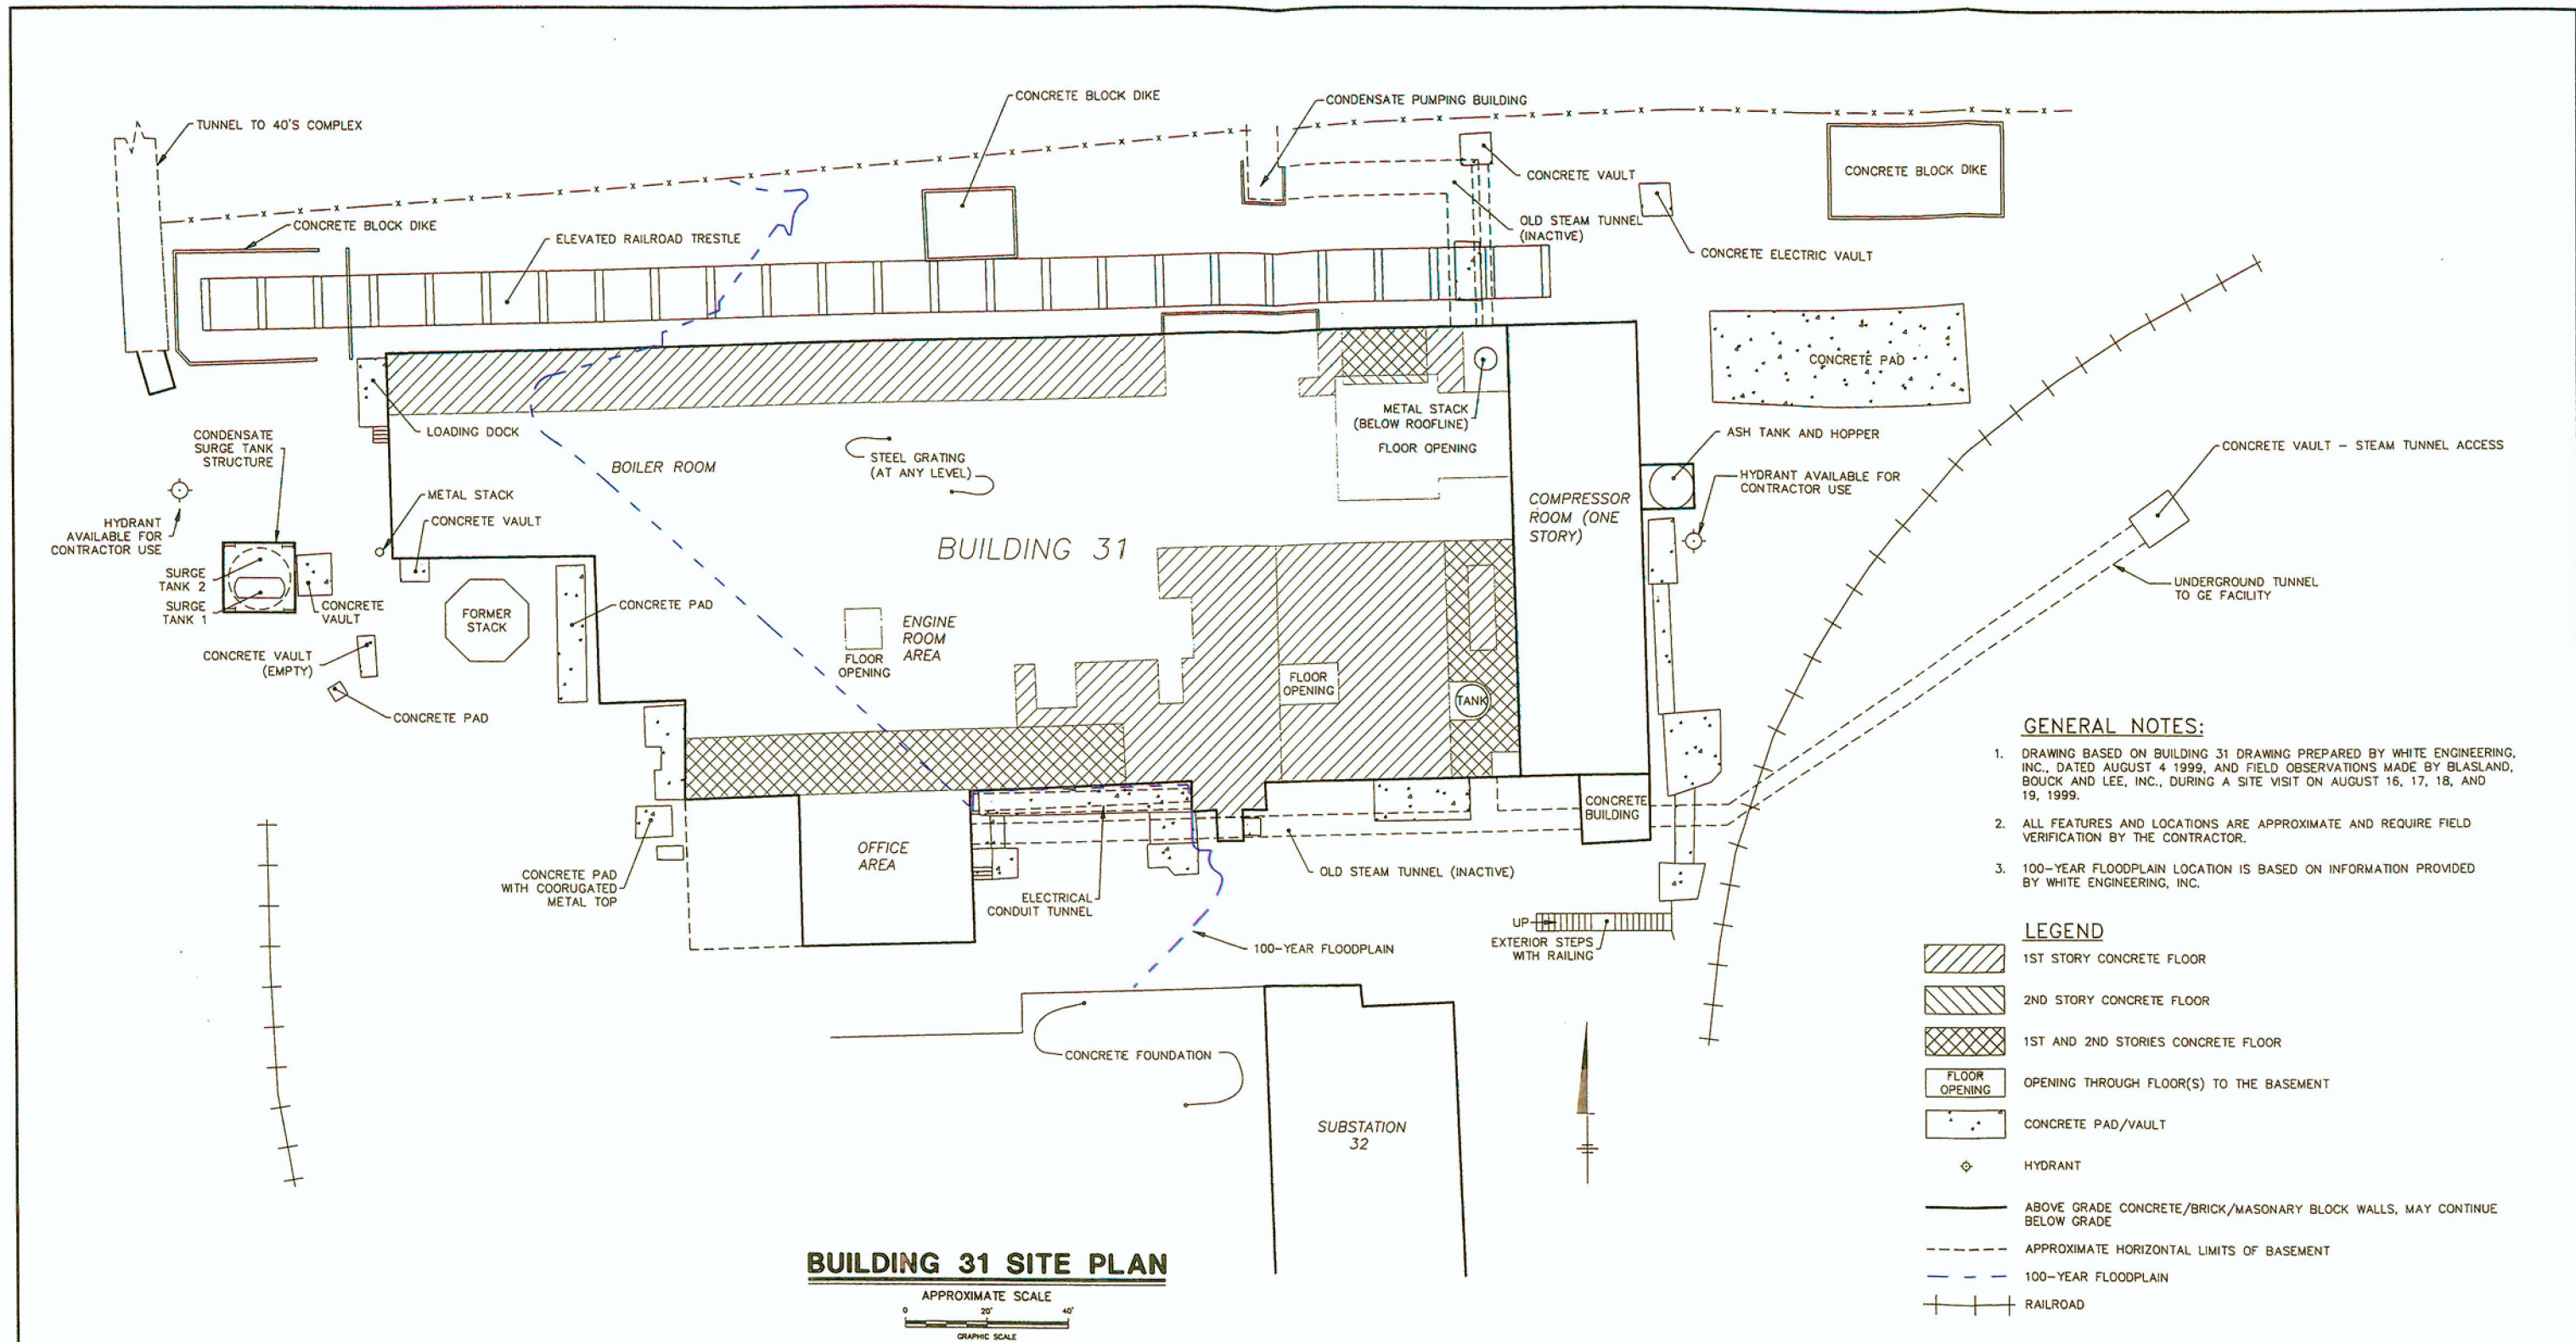 TUNNEL TO 40'S COMPLEX
CONCRETE BLOCK DIKE
CONDENSATE PUMPING BUILDING
CONCRETE BLOCK DIKE
CONCRETE VAULT
CONCRETE BLOCK DIKE
ELEVATED RAILROAD TRESTLE
OLD STEAM TUNNEL
(INACTIVE)
CONCRETE ELECTRIC VAULT
CONCRETE PAD
LOADING DOCK
METAL STACK
(BELOW ROOFLINE)
FLOOR OPENING
ASH TANK AND HOPPER
CONDENSATE
SURGE TANK
STRUCTURE
BOILER ROOM
STEEL GRATING
(AT ANY LEVEL)
HYDRANT AVAILABLE FOR
CONTRACTOR USE
CONCRETE VAULT – STEAM TUNNEL ACCESS
METAL STACK
CONCRETE VAULT
COMPRESSOR
ROOM (ONE
STORY)
HYDRANT
AVAILABLE FOR
CONTRACTOR USE
BUILDING 31
SURGE
TANK 2
SURGE
TANK 1
CONCRETE
VAULT
FORMER
STACK
CONCRETE PAD
UNDERGROUND TUNNEL
TO GE FACILITY
ENGINE
ROOM
AREA
FLOOR
OPENING
CONCRETE VAULT
(EMPTY)
CONCRETE PAD
FLOOR
OPENING
TANK
CONCRETE
BUILDING
OFFICE
AREA
CONCRETE PAD
WITH COORUGATED
METAL TOP
ELECTRICAL
CONDUIT TUNNEL
OLD STEAM TUNNEL (INACTIVE)
100-YEAR FLOODPLAIN
UP
EXTERIOR STEPS
WITH RAILING
CONCRETE FOUNDATION
SUBSTATION
32
GENERAL NOTES:
1. DRAWING BASED ON BUILDING 31 DRAWING PREPARED BY WHITE ENGINEERING,
INC., DATED AUGUST 4 1999, AND FIELD OBSERVATIONS MADE BY BLASLAND,
BOUCK AND LEE, INC., DURING A SITE VISIT ON AUGUST 16, 17, 18, AND
19, 1999.
2. ALL FEATURES AND LOCATIONS ARE APPROXIMATE AND REQUIRE FIELD
VERIFICATION BY THE CONTRACTOR.
3. 100-YEAR FLOODPLAIN LOCATION IS BASED ON INFORMATION PROVIDED
BY WHITE ENGINEERING, INC.
LEGEND
1ST STORY CONCRETE FLOOR
2ND STORY CONCRETE FLOOR
1ST AND 2ND STORIES CONCRETE FLOOR
FLOOR
OPENING
OPENING THROUGH FLOOR(S) TO THE BASEMENT
CONCRETE PAD/VAULT
HYDRANT
ABOVE GRADE CONCRETE/BRICK/MASONARY BLOCK WALLS, MAY CONTINUE
BELOW GRADE
APPROXIMATE HORIZONTAL LIMITS OF BASEMENT
100-YEAR FLOODPLAIN
RAILROAD
BUILDING 31 SITE PLAN
APPROXIMATE SCALE
0 20' 40'
GRAPHIC SCALE